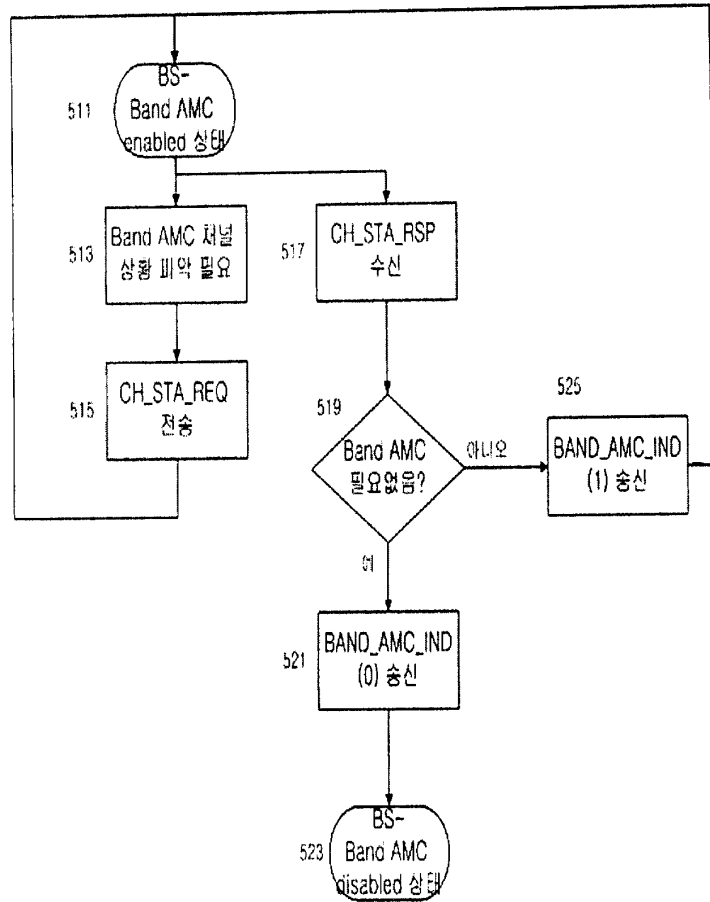 BS-
Band AMC
enabled 상태
511
Band AMC 채널
상황 파악 필요
513
CH_STA_RSP
수신
517
CH_STA_REQ
전송
515
519
Band AMC
필요없음?
아니오
525
BAND_AMC_IND
(1) 송신
예
BAND_AMC_IND
(0) 송신
521
BS-
Band AMC
disabled 상태
523